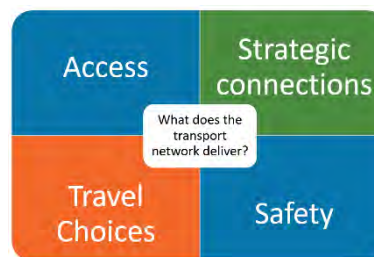 Access
Strategic
connections
What does the
transport
network deliver?
Travel
Choices
Safety